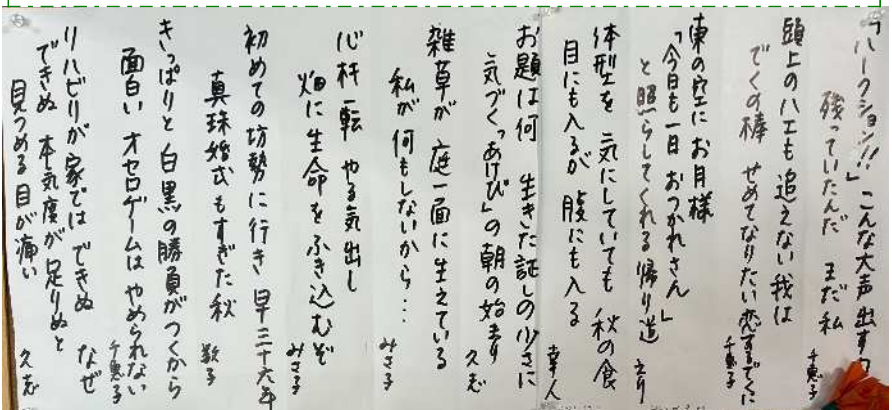 「ハークション!!」こんな大声出す
残っていたんだ まだ私
千恵子
頭上のハエも追えない我は
でくの棒 せめてなりたい恋するでくに
千恵子
東の空にお月様
「今日も一日おつかれさん」
と照らしてくれる帰り道
体型を気にしていても 秋の食
目にも入るが 腹にも入る
幸人
お題は何 生きた証しの少さに
気づく「あけび」の朝の始まり
久志
雑草が 庭一面に生えている
私が何もしないから…
みさ子
心機一転 やる気出し
畑に生命をふき込むぞ
みさ子
初めての坊勢に行き 早三十六年
真珠婚式もすぎた秋
敬子
きっぱりと 白黒の勝負がつくから
面白い オセロゲームは やめられない
千恵子
リハビリが 家では できぬ なぜ
できぬ 本気度が 足りぬと
見つめる目が痛い
久志